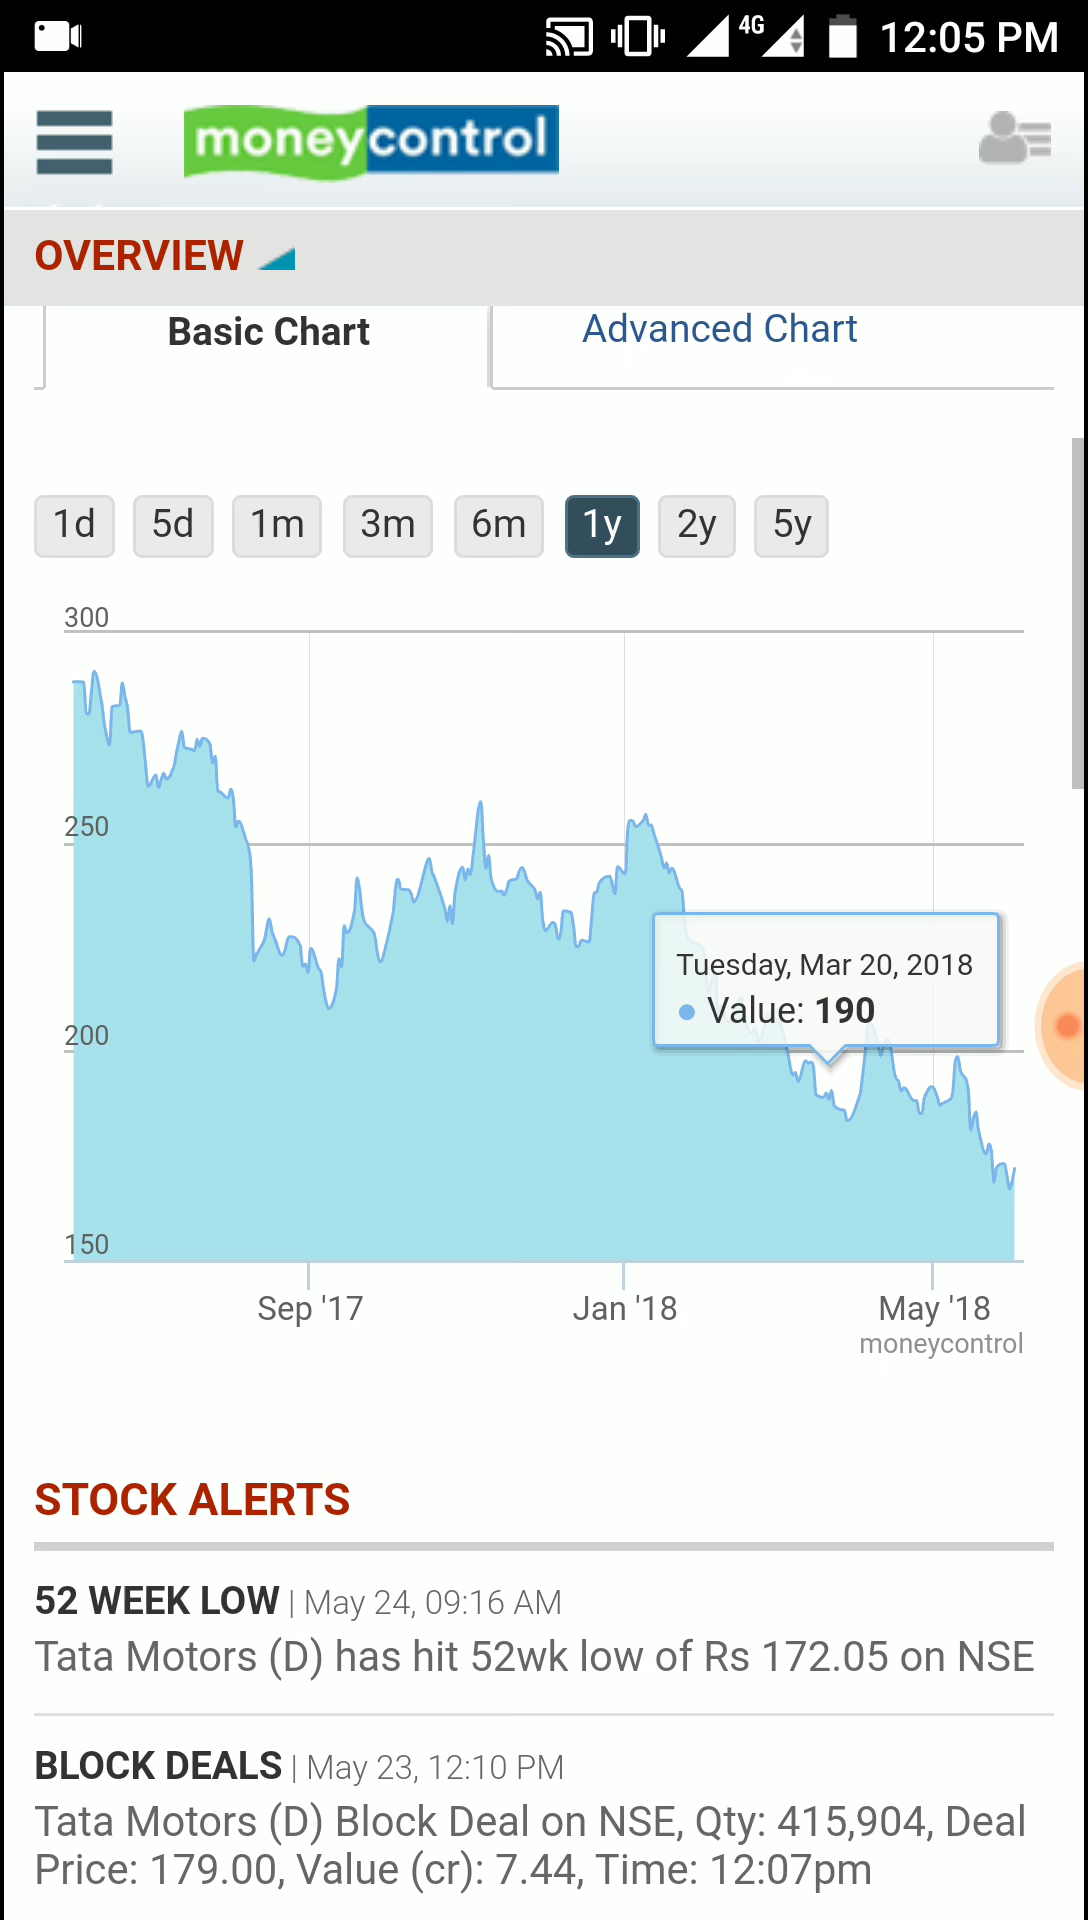 4G 12:05 PM
moneycontrol
OVERVIEW
Basic Chart Advanced Chart
1d 5d 1m 3m 6m 1y 2y 5y
300
250
Tuesday, Mar 20, 2018
Value: 190
200
150
Sep '17 Jan '18 May '18
moneycontrol
STOCK ALERTS
52 WEEK LOW | May 24, 09:16 AM
Tata Motors (D) has hit 52wk low of Rs 172.05 on NSE
BLOCK DEALS | May 23, 12:10 PM
Tata Motors (D) Block Deal on NSE, Qty: 415,904, Deal
Price: 179.00, Value (cr): 7.44, Time: 12:07pm